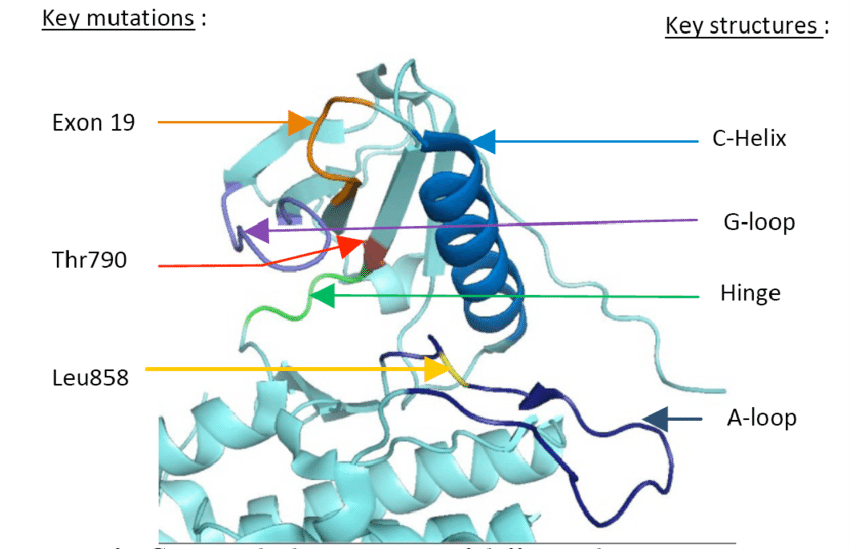 Key mutations :
Key structures :
Exon 19
C-Helix
G-loop
Thr790
Hinge
Leu858
A-loop